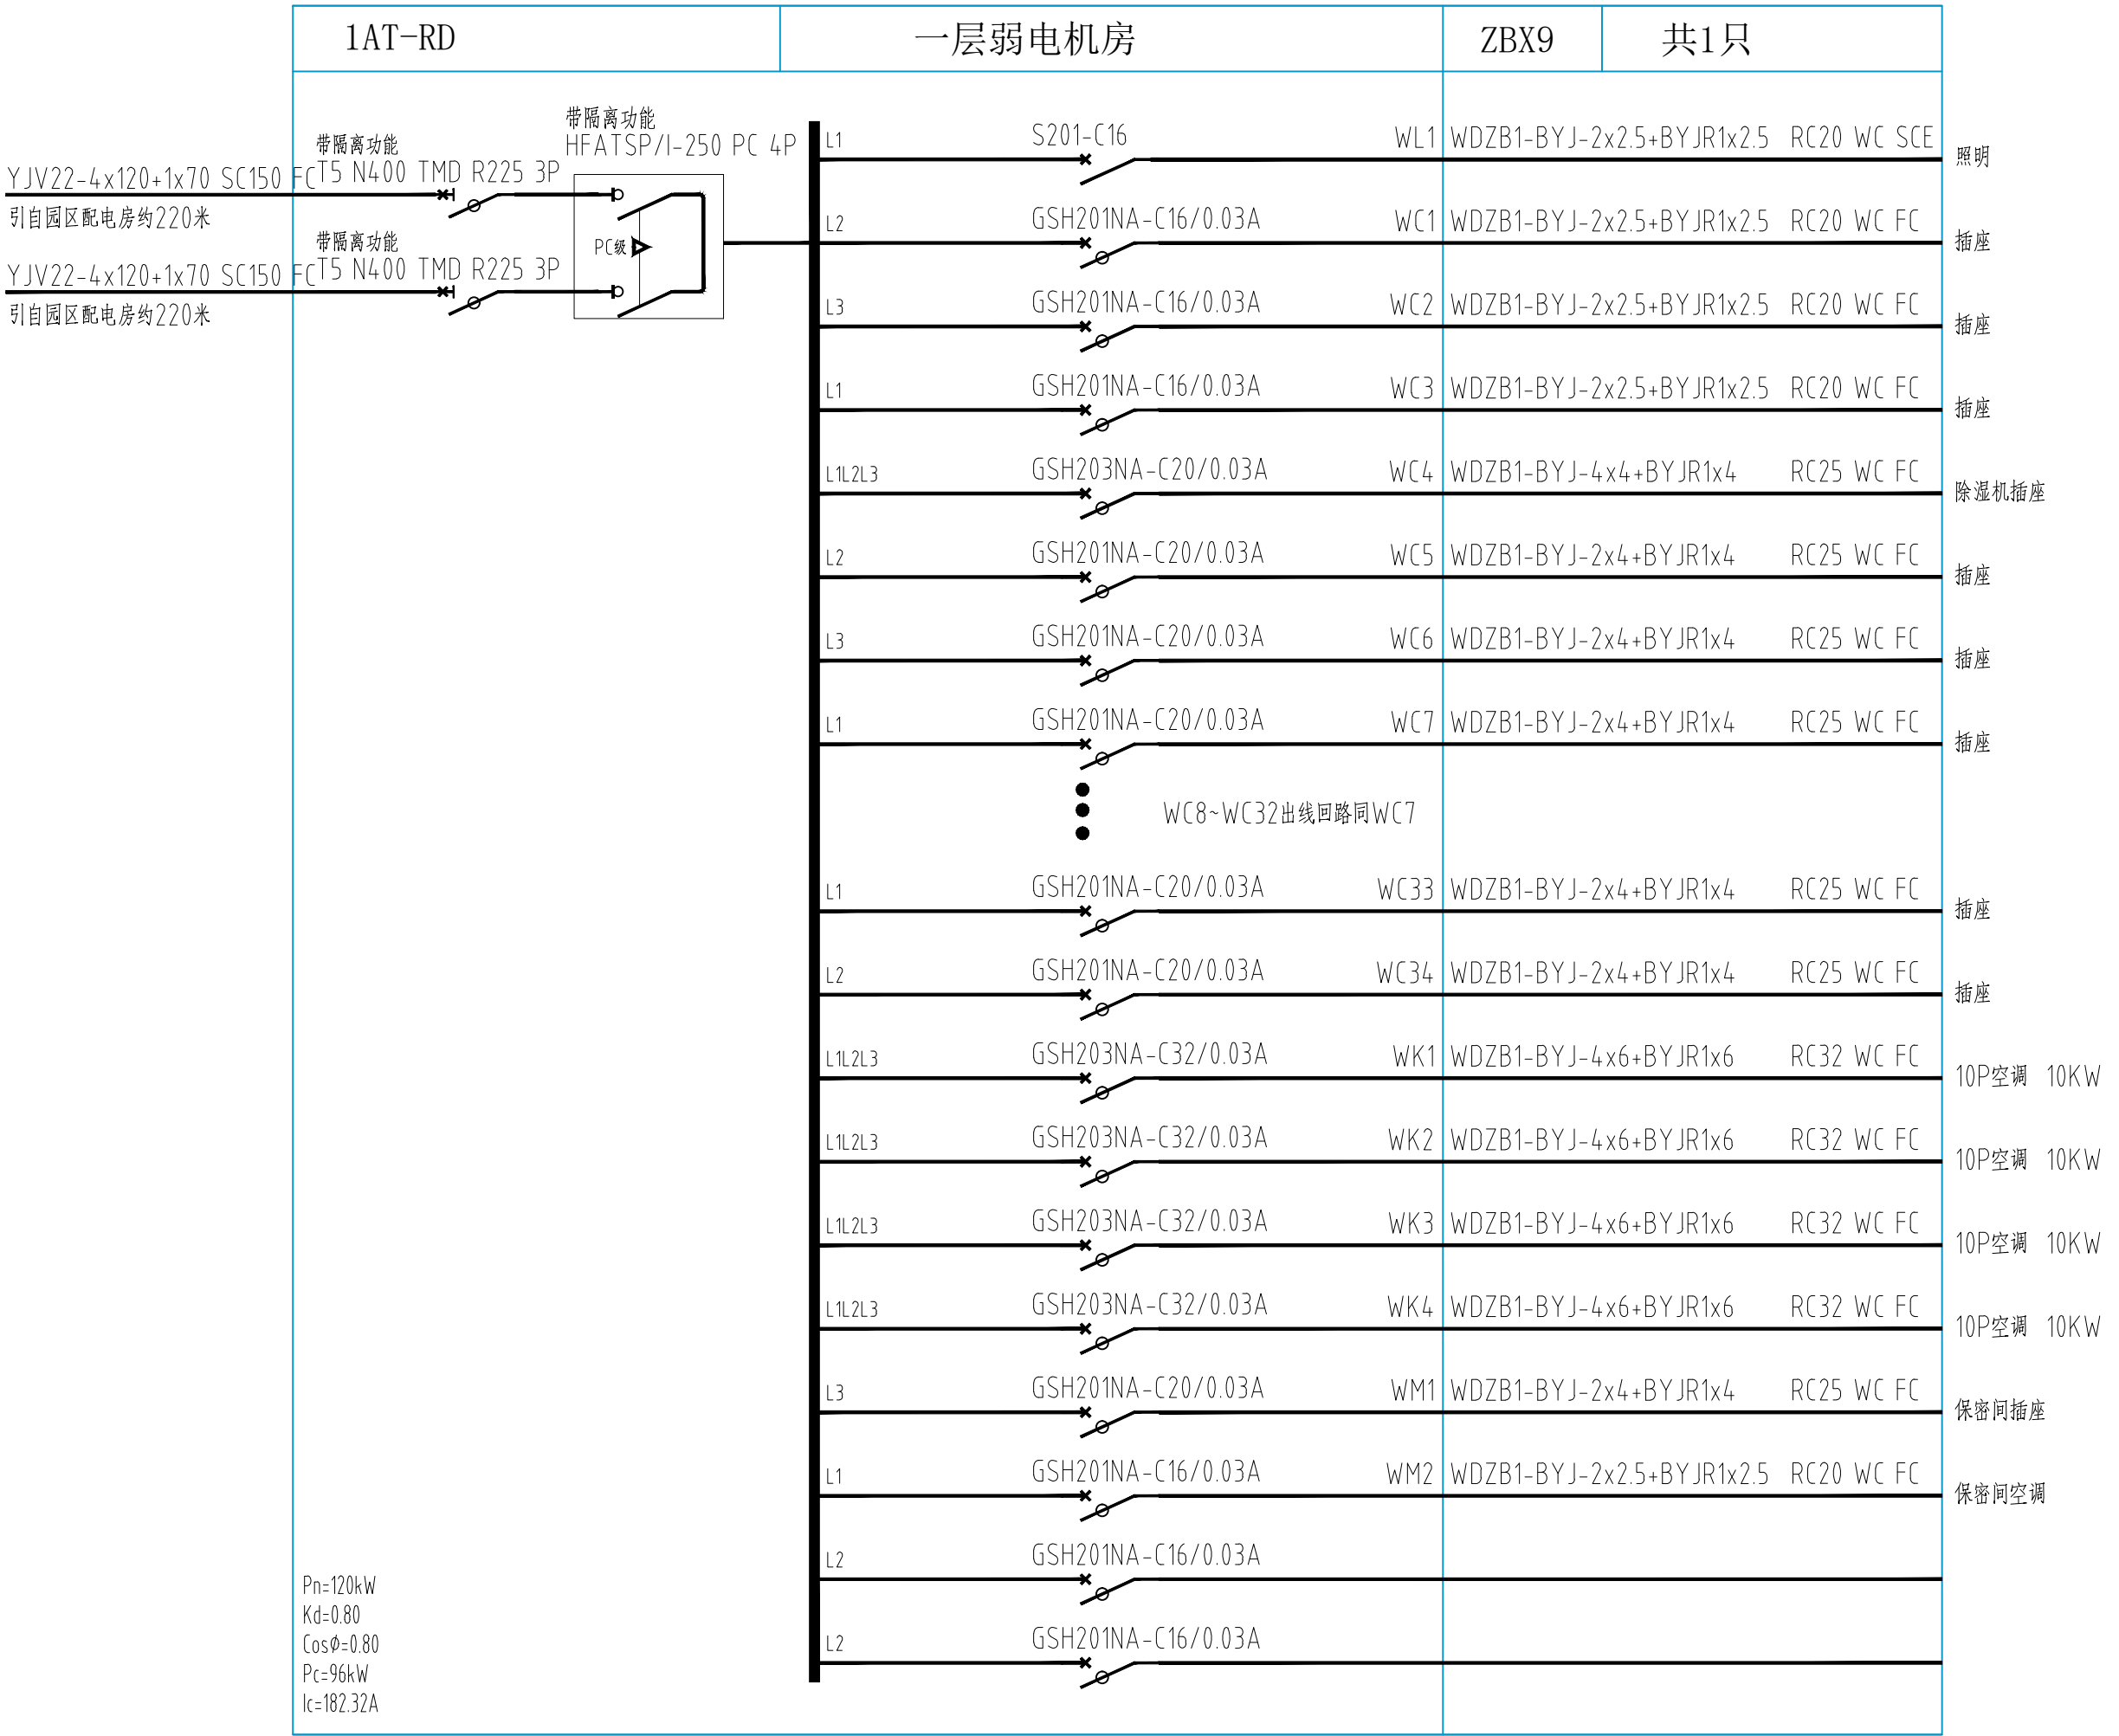 1AT-RD 一层弱电机房 ZBX9 共1只
带隔离功能
HFATSP/I-250 PC 4P
带隔离功能
T5 N400 TMD R225 3P
YJV22-4x120+1x70 SC150 FC
引自园区配电房约220米
带隔离功能
T5 N400 TMD R225 3P
YJV22-4x120+1x70 SC150 FC
引自园区配电房约220米
PC级
L1 S201-C16 WL1 WDZB1-BYJ-2x2.5+BYJR1x2.5 RC20 WC SCE 照明
L2 GSH201NA-C16/0.03A WC1 WDZB1-BYJ-2x2.5+BYJR1x2.5 RC20 WC FC 插座
L3 GSH201NA-C16/0.03A WC2 WDZB1-BYJ-2x2.5+BYJR1x2.5 RC20 WC FC 插座
L1 GSH201NA-C16/0.03A WC3 WDZB1-BYJ-2x2.5+BYJR1x2.5 RC20 WC FC 插座
L1L2L3 GSH203NA-C20/0.03A WC4 WDZB1-BYJ-4x4+BYJR1x4 RC25 WC FC 除湿机插座
L2 GSH201NA-C20/0.03A WC5 WDZB1-BYJ-2x4+BYJR1x4 RC25 WC FC 插座
L3 GSH201NA-C20/0.03A WC6 WDZB1-BYJ-2x4+BYJR1x4 RC25 WC FC 插座
L1 GSH201NA-C20/0.03A WC7 WDZB1-BYJ-2x4+BYJR1x4 RC25 WC FC 插座
WC8~WC32出线回路同WC7
L1 GSH201NA-C20/0.03A WC33 WDZB1-BYJ-2x4+BYJR1x4 RC25 WC FC 插座
L2 GSH201NA-C20/0.03A WC34 WDZB1-BYJ-2x4+BYJR1x4 RC25 WC FC 插座
L1L2L3 GSH203NA-C32/0.03A WK1 WDZB1-BYJ-4x6+BYJR1x6 RC32 WC FC 10P空调 10KW
L1L2L3 GSH203NA-C32/0.03A WK2 WDZB1-BYJ-4x6+BYJR1x6 RC32 WC FC 10P空调 10KW
L1L2L3 GSH203NA-C32/0.03A WK3 WDZB1-BYJ-4x6+BYJR1x6 RC32 WC FC 10P空调 10KW
L1L2L3 GSH203NA-C32/0.03A WK4 WDZB1-BYJ-4x6+BYJR1x6 RC32 WC FC 10P空调 10KW
L3 GSH201NA-C20/0.03A WM1 WDZB1-BYJ-2x4+BYJR1x4 RC25 WC FC 保密间插座
L1 GSH201NA-C16/0.03A WM2 WDZB1-BYJ-2x2.5+BYJR1x2.5 RC20 WC FC 保密间空调
L2 GSH201NA-C16/0.03A
L2 GSH201NA-C16/0.03A
Pn=120kW
Kd=0.80
Cosφ=0.80
Pc=96kW
Ic=182.32A